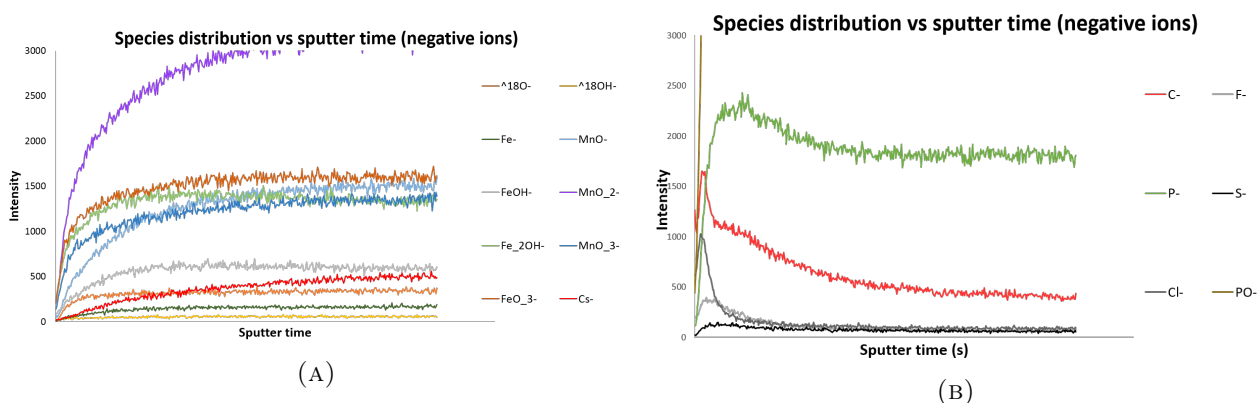 Species distribution vs sputter time (negative ions)
3000
2500
2000
1500
1000
500
0
Intensity
Sputter time
^18O- ^18OH-
Fe- MnO-
FeOH- MnO_2-
Fe_2OH- MnO_3-
FeO_3- Cs-
(A)
Species distribution vs sputter time (negative ions)
3000
2500
2000
1500
1000
500
0
Intensity
Sputter time (s)
C- F-
P- S-
Cl- PO-
(B)